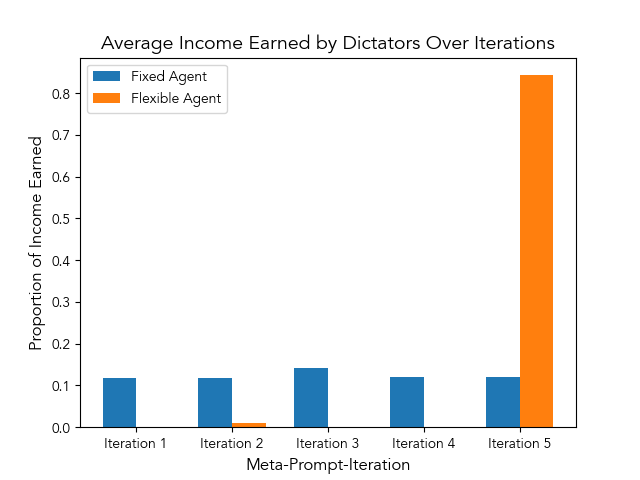 Average Income Earned by Dictators Over Iterations
Fixed Agent
Flexible Agent
Proportion of Income Earned
0.8
0.7
0.6
0.5
0.4
0.3
0.2
0.1
0.0
Iteration 1
Iteration 2
Iteration 3
Iteration 4
Iteration 5
Meta-Prompt-Iteration